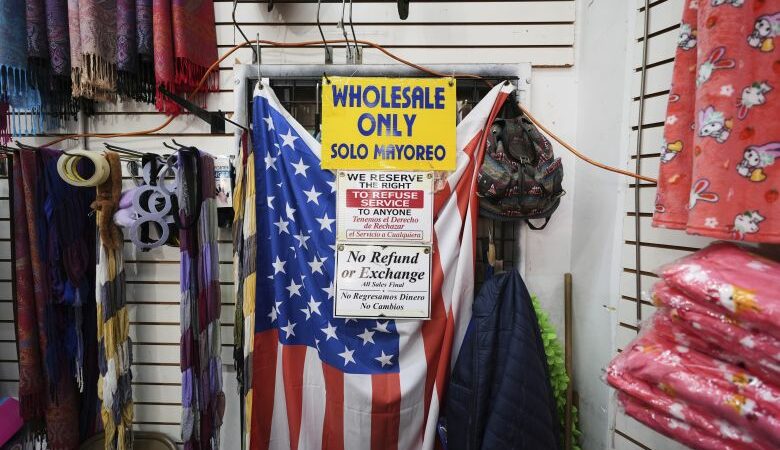 WHOLESALE
ONLY
SOLO MAYOREO
WE RESERVE
THE RIGHT
TO REFUSE
SERVICE
TO ANYONE
Tenemos el Derecho
de Rechazar
el Servicio a Cualquiera
No Refund
or Exchange
All Sales Final
No Regresamos Dinero
No Cambios